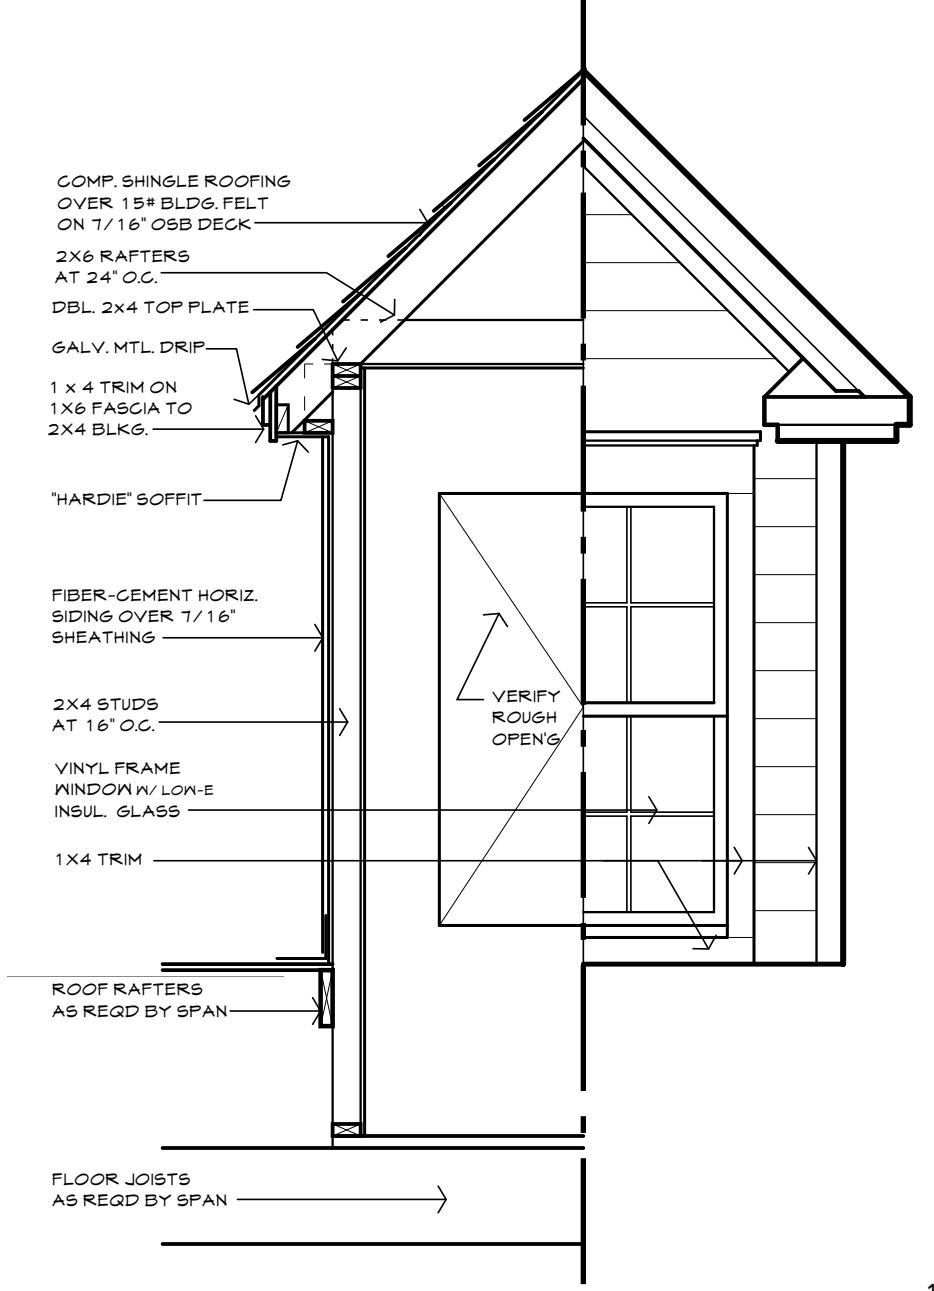 COMP. SHINGLE ROOFING
OVER 15# BLDG. FELT
ON 7/16" OSB DECK
2X6 RAFTERS
AT 24" O.C.
DBL. 2x4 TOP PLATE
GALV. MTL. DRIP
1 x 4 TRIM ON
1X6 FASCIA TO
2X4 BLKG.
"HARDIE" SOFFIT
FIBER-CEMENT HORIZ.
SIDING OVER 7/16"
SHEATHING
2X4 STUDS
AT 16" O.C.
VERIFY
ROUGH
OPEN'G
VINYL FRAME
WINDOW W/ LOW-E
INSUL. GLASS
1X4 TRIM
ROOF RAFTERS
AS REQD BY SPAN
FLOOR JOISTS
AS REQD BY SPAN